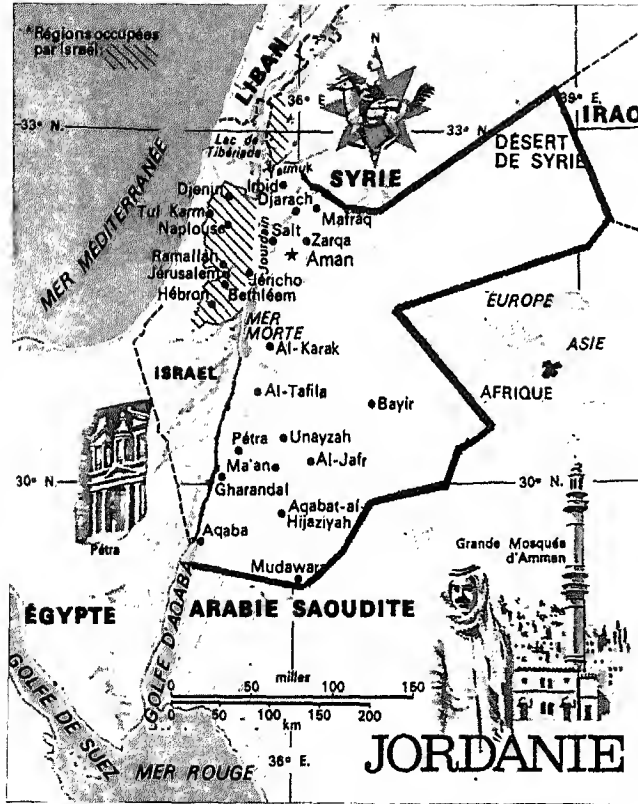 *Régions occupées
par Israël:
LIBAN
N
36° E.
39° E.
IRAQ
33° N.
33° N.
DÉSERT
DE SYRIE
Lac de
Tibériade
MER MÉDITERRANÉE
SYRIE
Irbid
Djenin
Djarach
Tul Karm
Mafraq
Naplouse
Salt
Zarqa
Jourdain
Aman
Ramallah
Jérusalem
Jéricho
Bethléem
Hébron
MER
MORTE
EUROPE
ASIE
AFRIQUE
Al-Karak
ISRAEL
Al-Tafila
Bayir
Pétra
Unayzah
Ma'an
Al-Jafr
30° N.
30° N.
Gharandal
Aqabat-al-
Hijaziyah
Pétra
Aqaba
Grande Mosquée
d'Amman
Mudawara
ÉGYPTE
ARABIE SAOUDITE
GOLFE D'AQABA
GOLFE DE SUEZ
0 50 100 150
milles
0 50 100 150 200
km
MER ROUGE
36° E.
JORDANIE